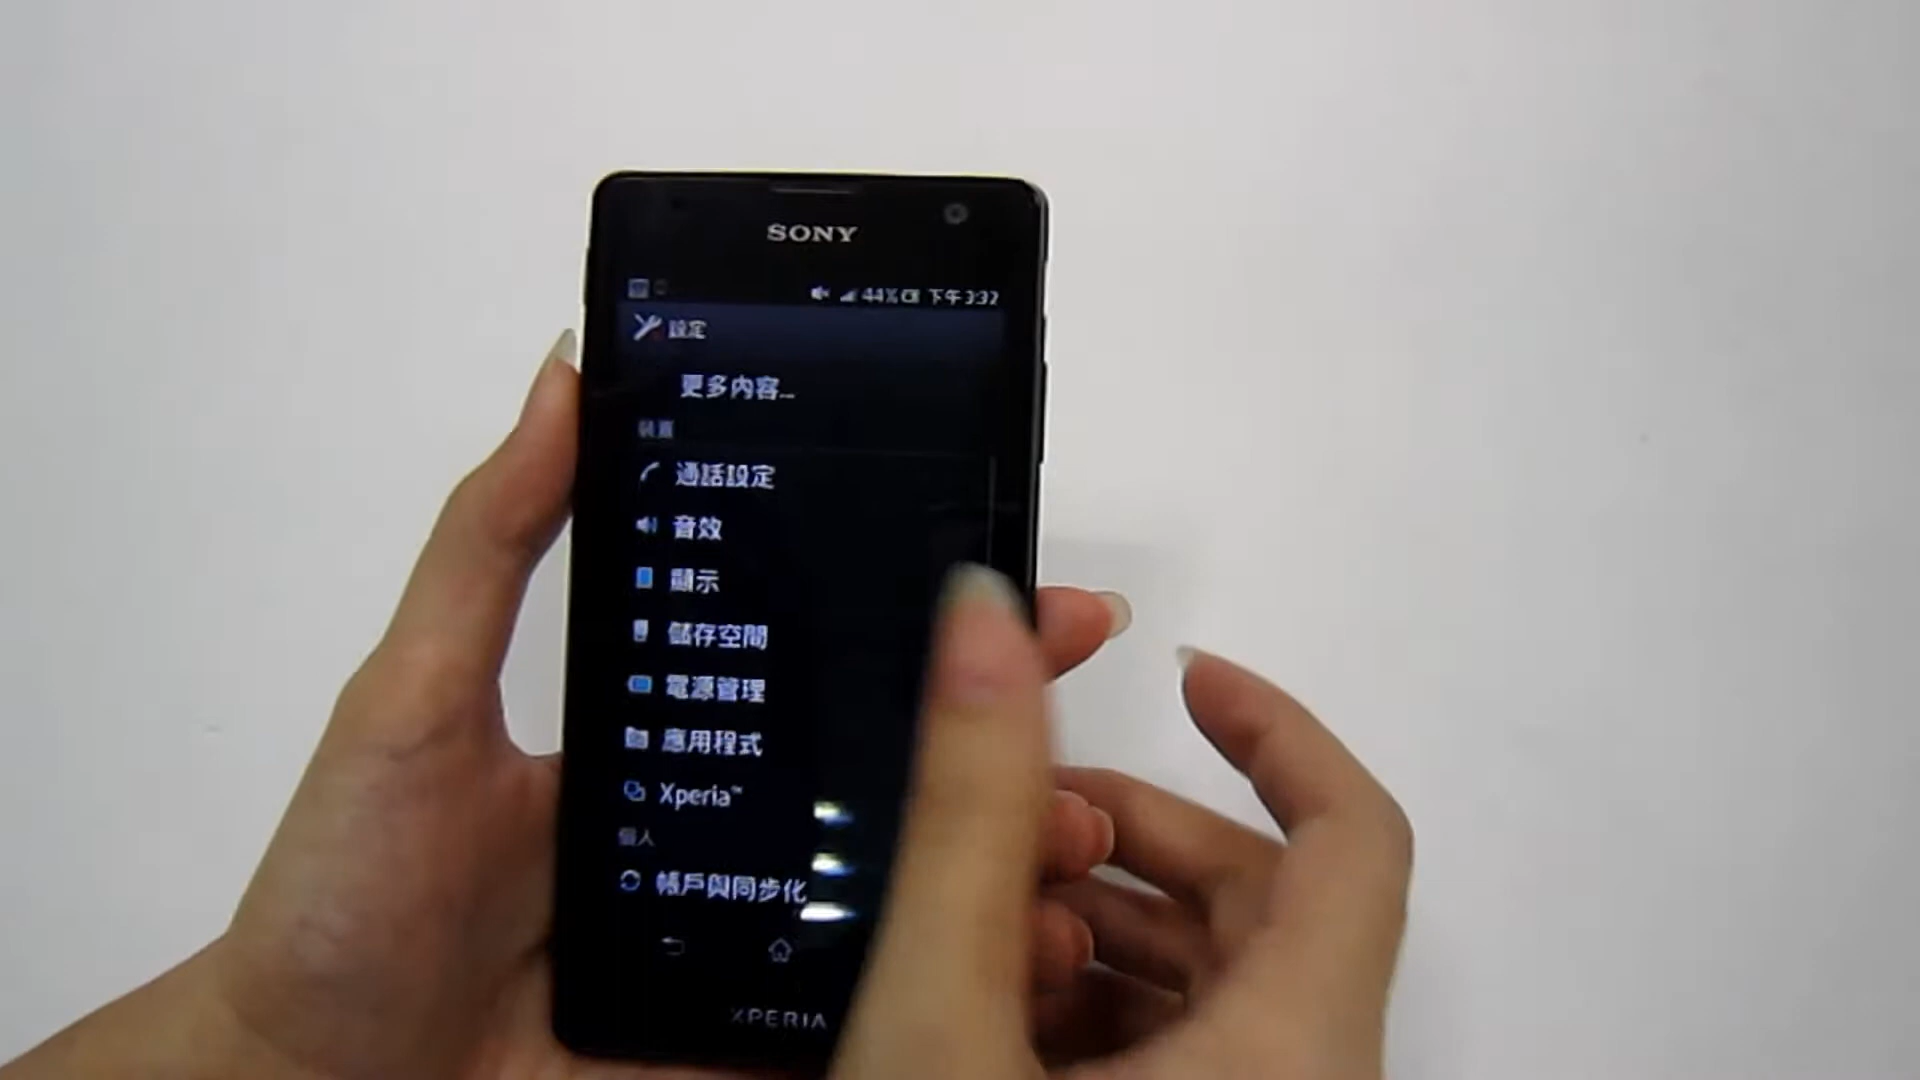 SONY
44% 下午3:32
設定
更多內容...
裝置
通話設定
音效
顯示
儲存空間
電源管理
應用程式
Xperia™
個人
帳戶與同步化
XPERIA